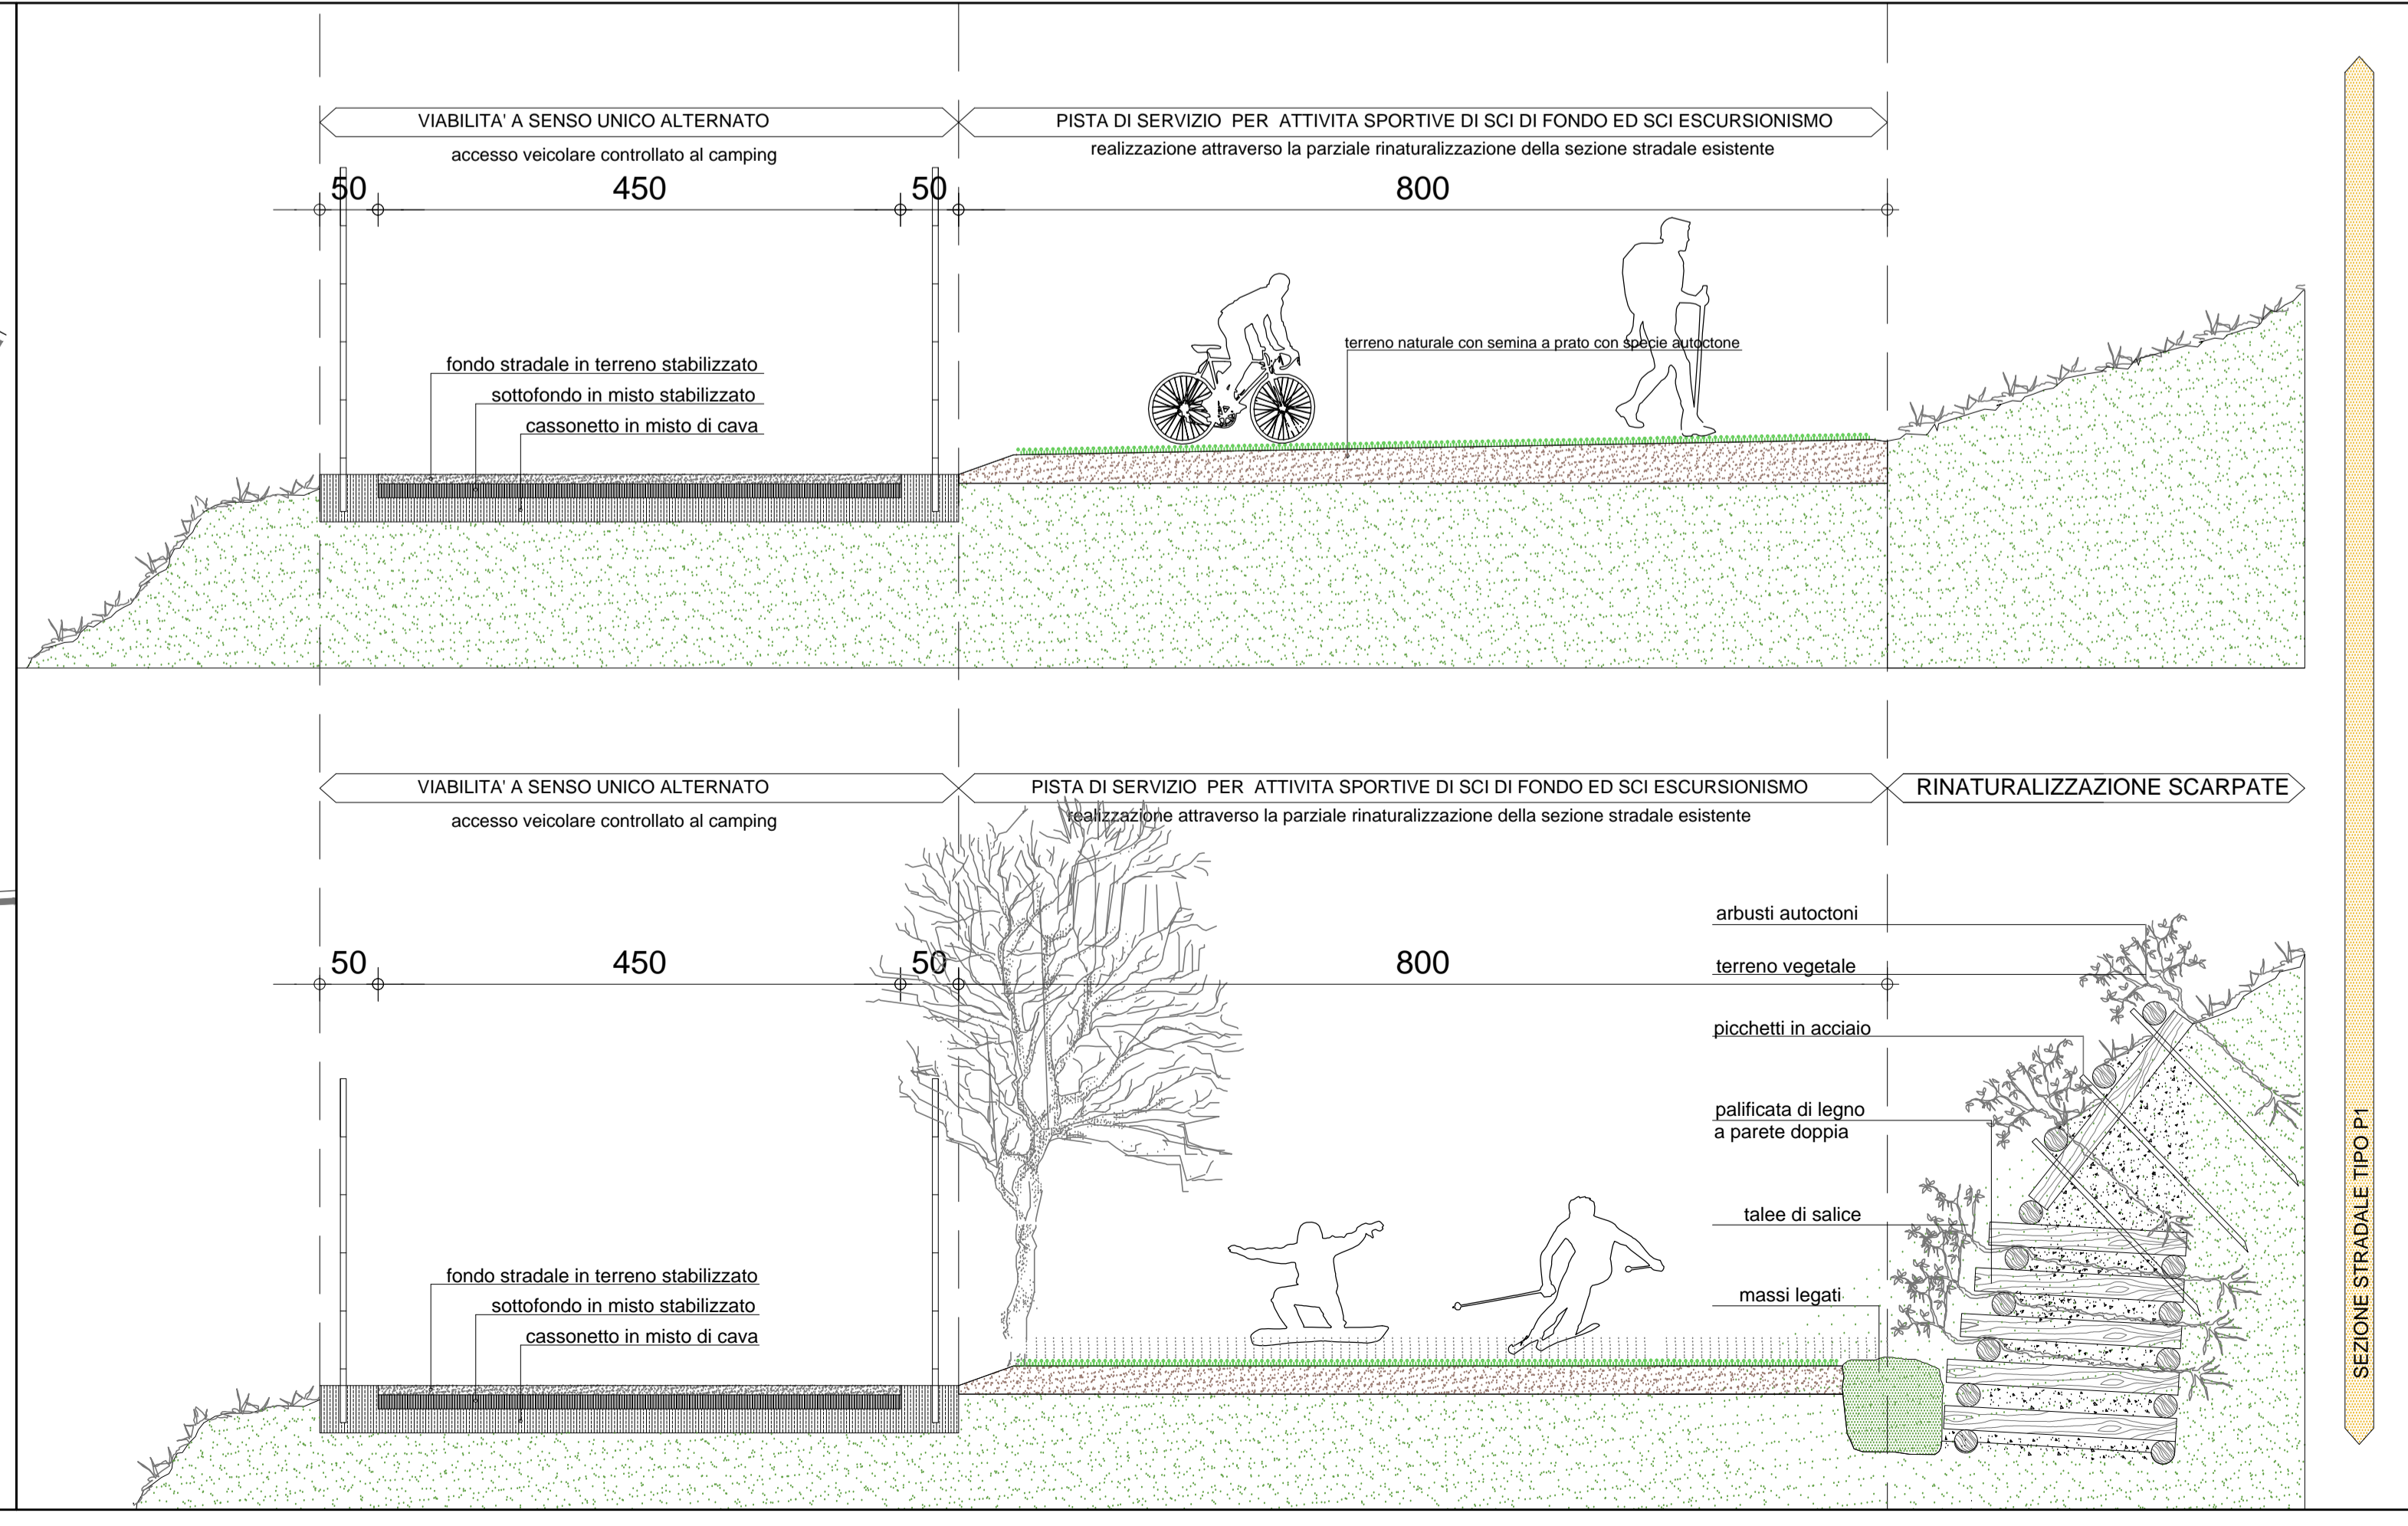 VIABILITA' A SENSO UNICO ALTERNATO
accesso veicolare controllato al camping
PISTA DI SERVIZIO PER ATTIVITA SPORTIVE DI SCI DI FONDO ED SCI ESCURSIONISMO
realizzazione attraverso la parziale rinaturalizzazione della sezione stradale esistente
50 450 50 800
terreno naturale con semina a prato con specie autoctone
fondo stradale in terreno stabilizzato
sottofondo in misto stabilizzato
cassonetto in misto di cava
VIABILITA' A SENSO UNICO ALTERNATO
accesso veicolare controllato al camping
PISTA DI SERVIZIO PER ATTIVITA SPORTIVE DI SCI DI FONDO ED SCI ESCURSIONISMO
realizzazione attraverso la parziale rinaturalizzazione della sezione stradale esistente
RINATURALIZZAZIONE SCARPATE
50 450 50 800
arbusti autoctoni
terreno vegetale
picchetti in acciaio
palificata di legno
a parete doppia
talee di salice
massi legati
fondo stradale in terreno stabilizzato
sottofondo in misto stabilizzato
cassonetto in misto di cava
SEZIONE STRADALE TIPO P1